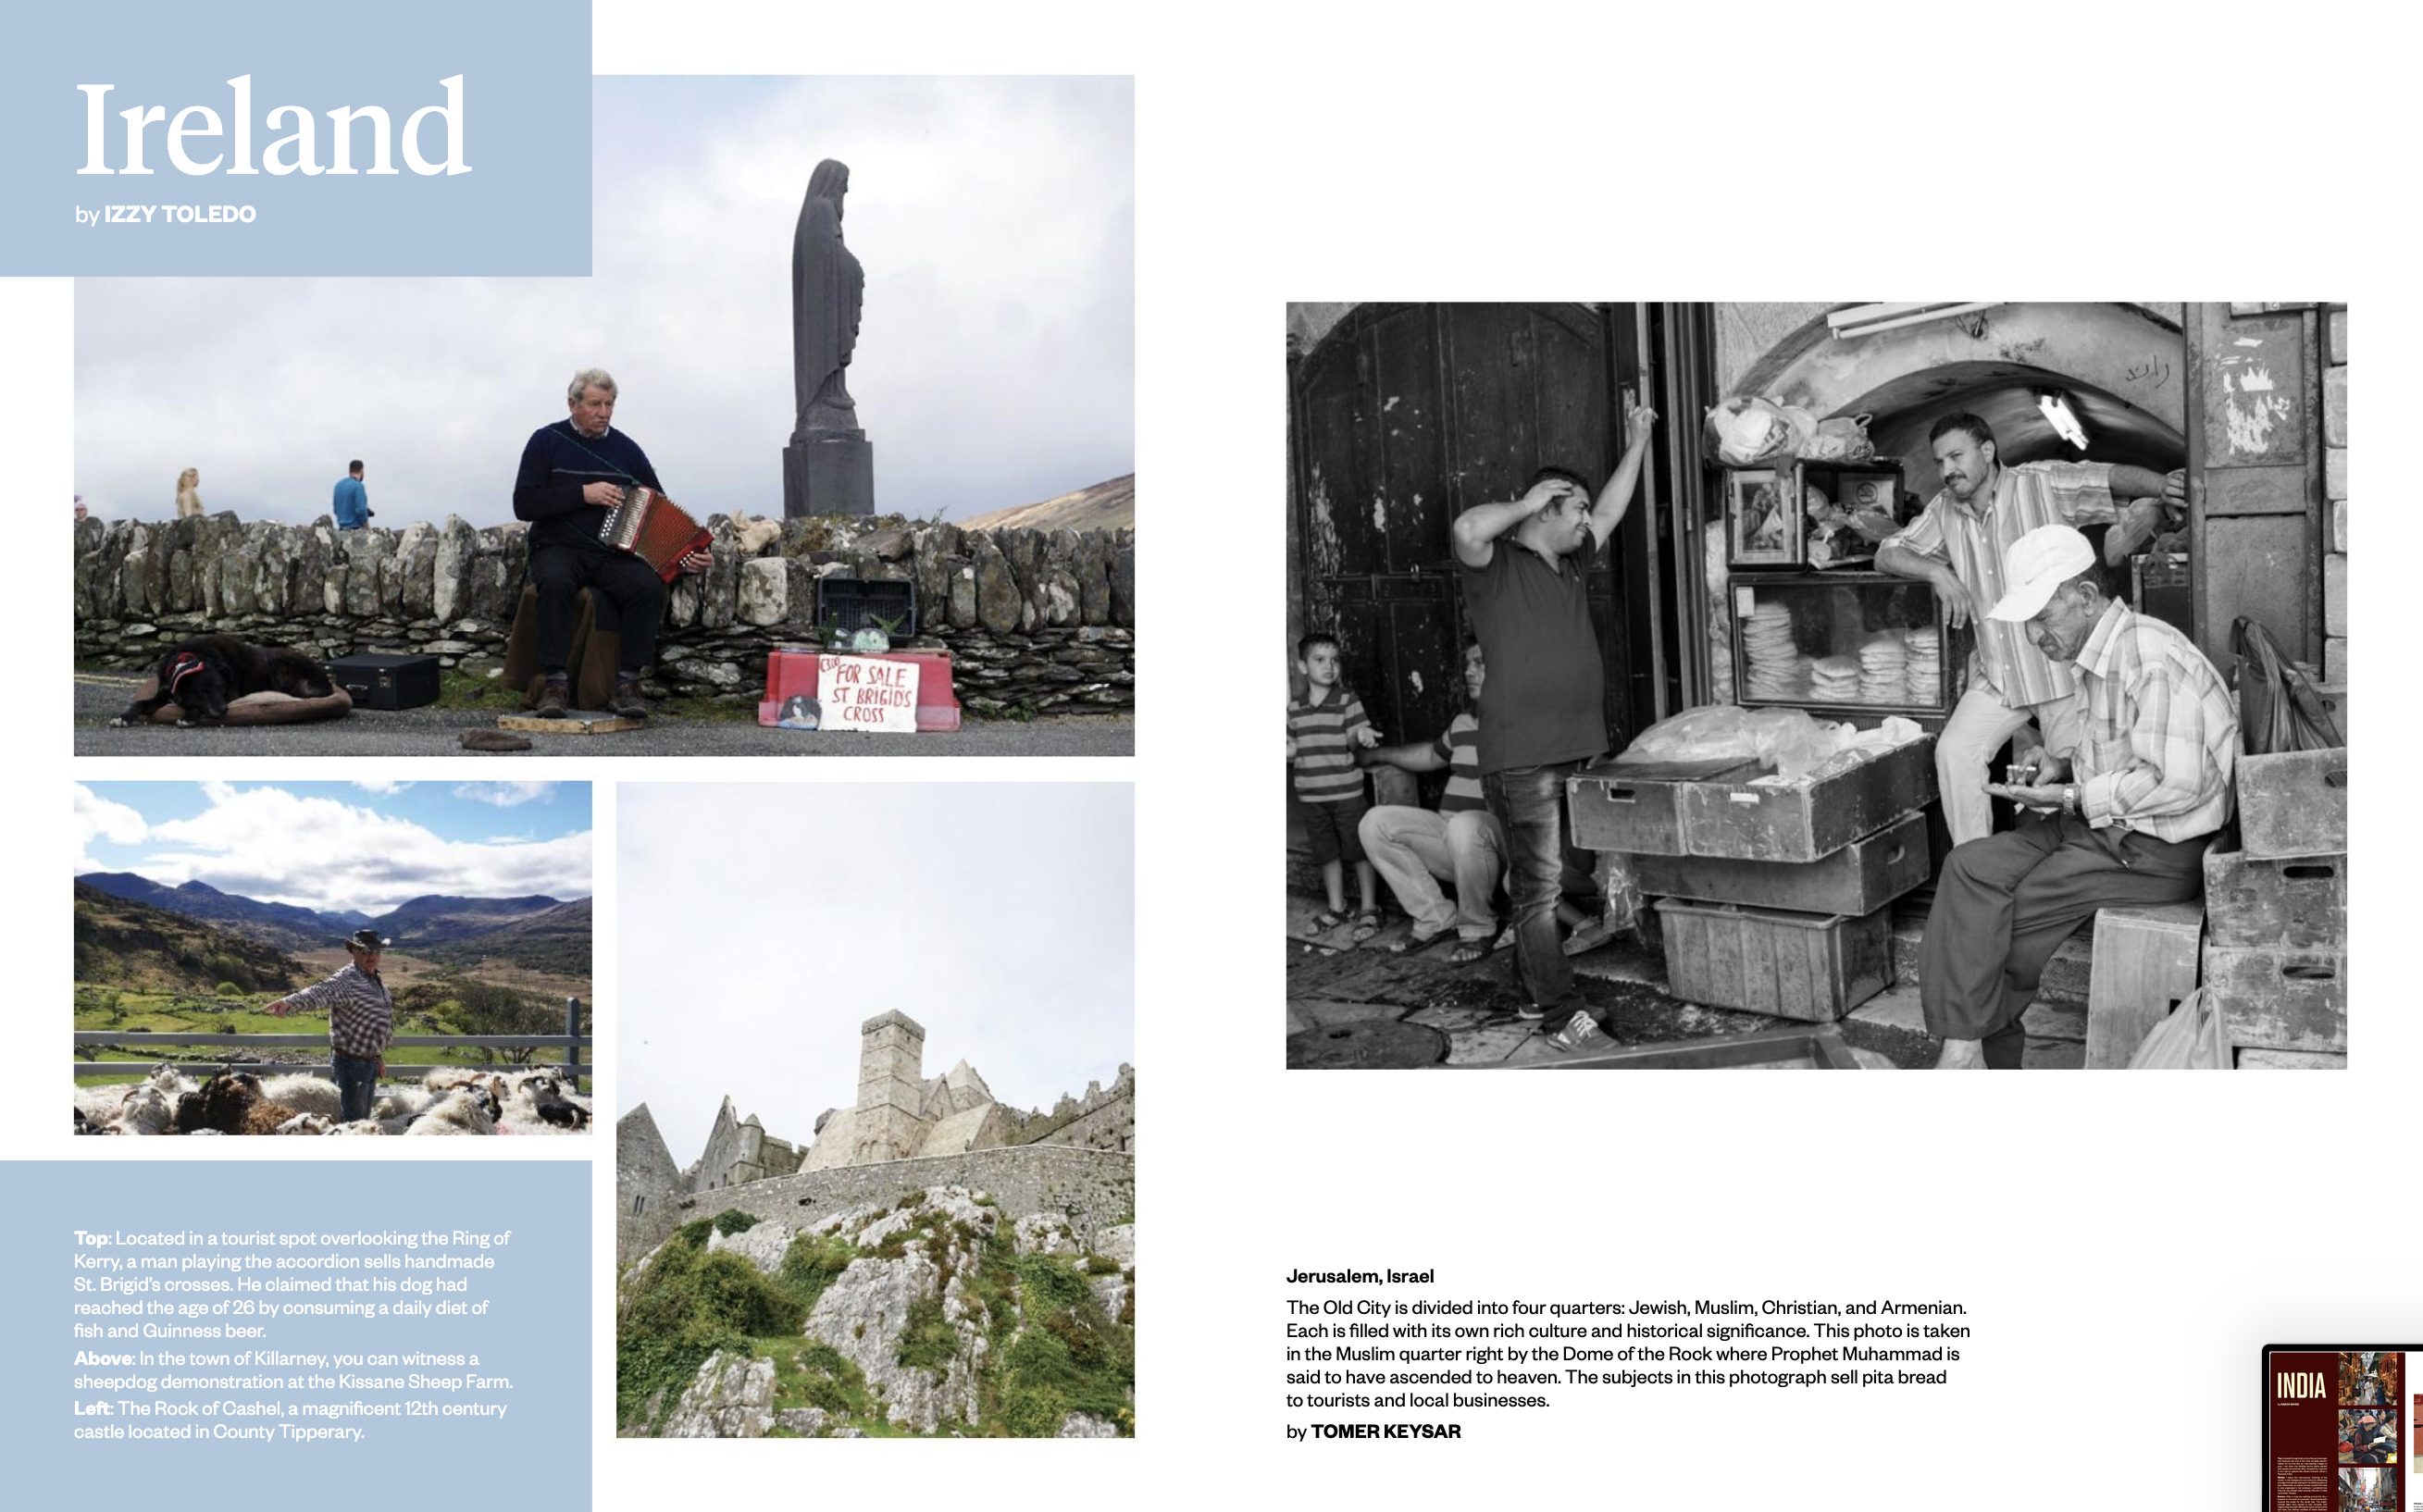 Ireland
by IZZY TOLEDO
€3.00
FOR SALE
ST BRIGID'S
CROSS
Top: Located in a tourist spot overlooking the Ring of
Kerry, a man playing the accordion sells handmade
St. Brigid's crosses. He claimed that his dog had
reached the age of 26 by consuming a daily diet of
fish and Guinness beer.
Above: In the town of Killarney, you can witness a
sheepdog demonstration at the Kissane Sheep Farm.
Left: The Rock of Cashel, a magnificent 12th century
castle located in County Tipperary.
Jerusalem, Israel
The Old City is divided into four quarters: Jewish, Muslim, Christian, and Armenian.
Each is filled with its own rich culture and historical significance. This photo is taken
in the Muslim quarter right by the Dome of the Rock where Prophet Muhammad is
said to have ascended to heaven. The subjects in this photograph sell pita bread
to tourists and local businesses.
by TOMER KEYSAR
INDIA